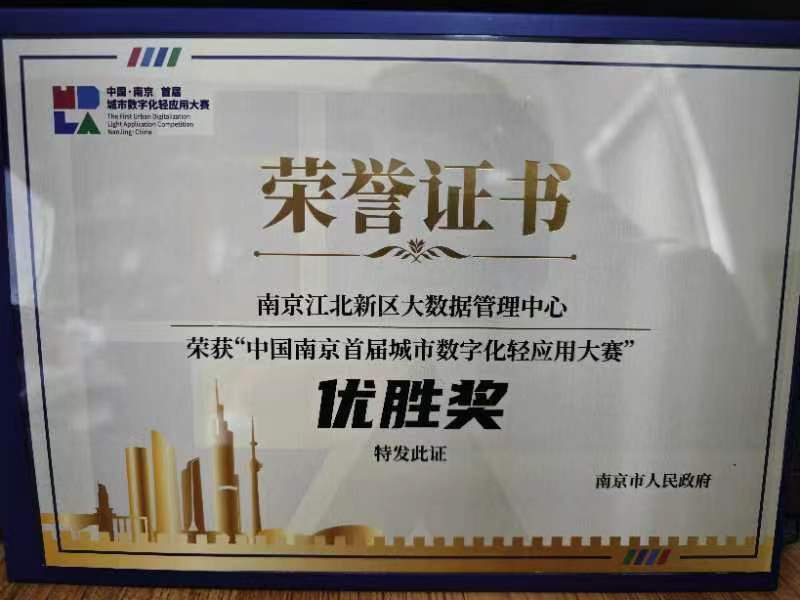 中国·南京 首届
城市数字化轻应用大赛
The First Urban Digitalization
Light Application Competition
NanJing·China
荣誉证书
南京江北新区大数据管理中心
荣获“中国南京首届城市数字化轻应用大赛”
优胜奖
特发此证
南京市人民政府